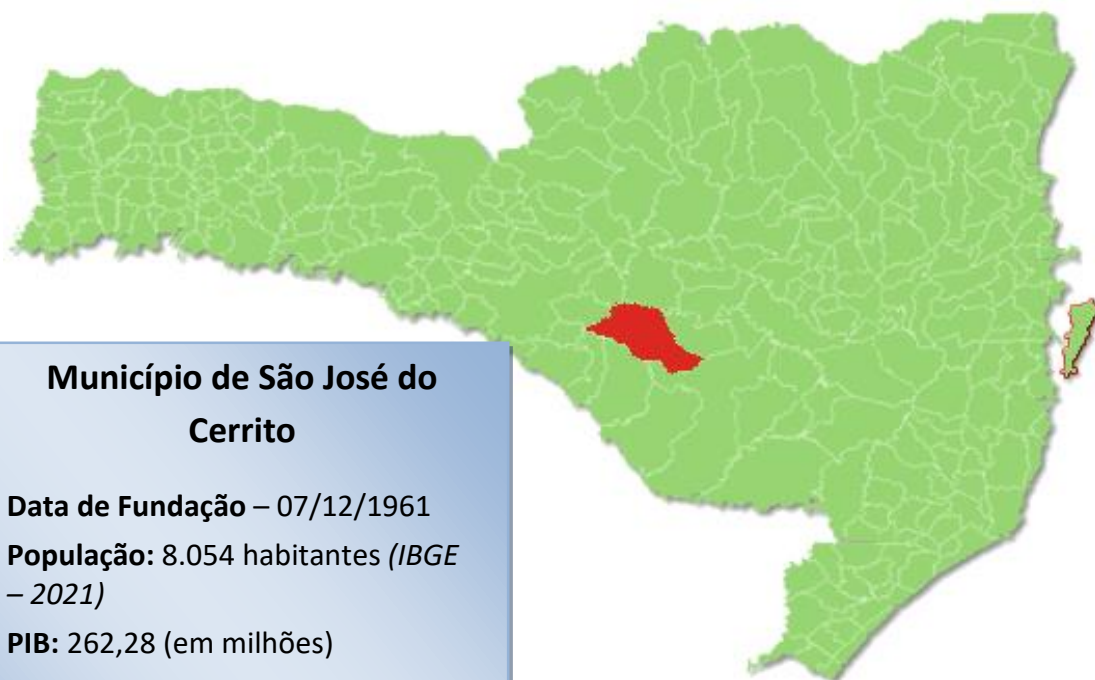 Município de São José do
Cerrito
Data de Fundação – 07/12/1961
População: 8.054 habitantes (IBGE
– 2021)
PIB: 262,28 (em milhões)